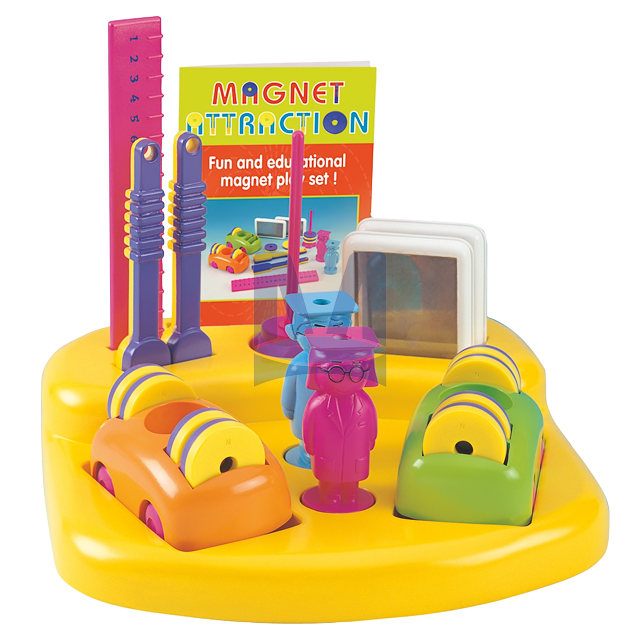 MAGNET
ATTRACTION
Fun and educational
magnet play set !
1
2
3
4
5
6
N
N